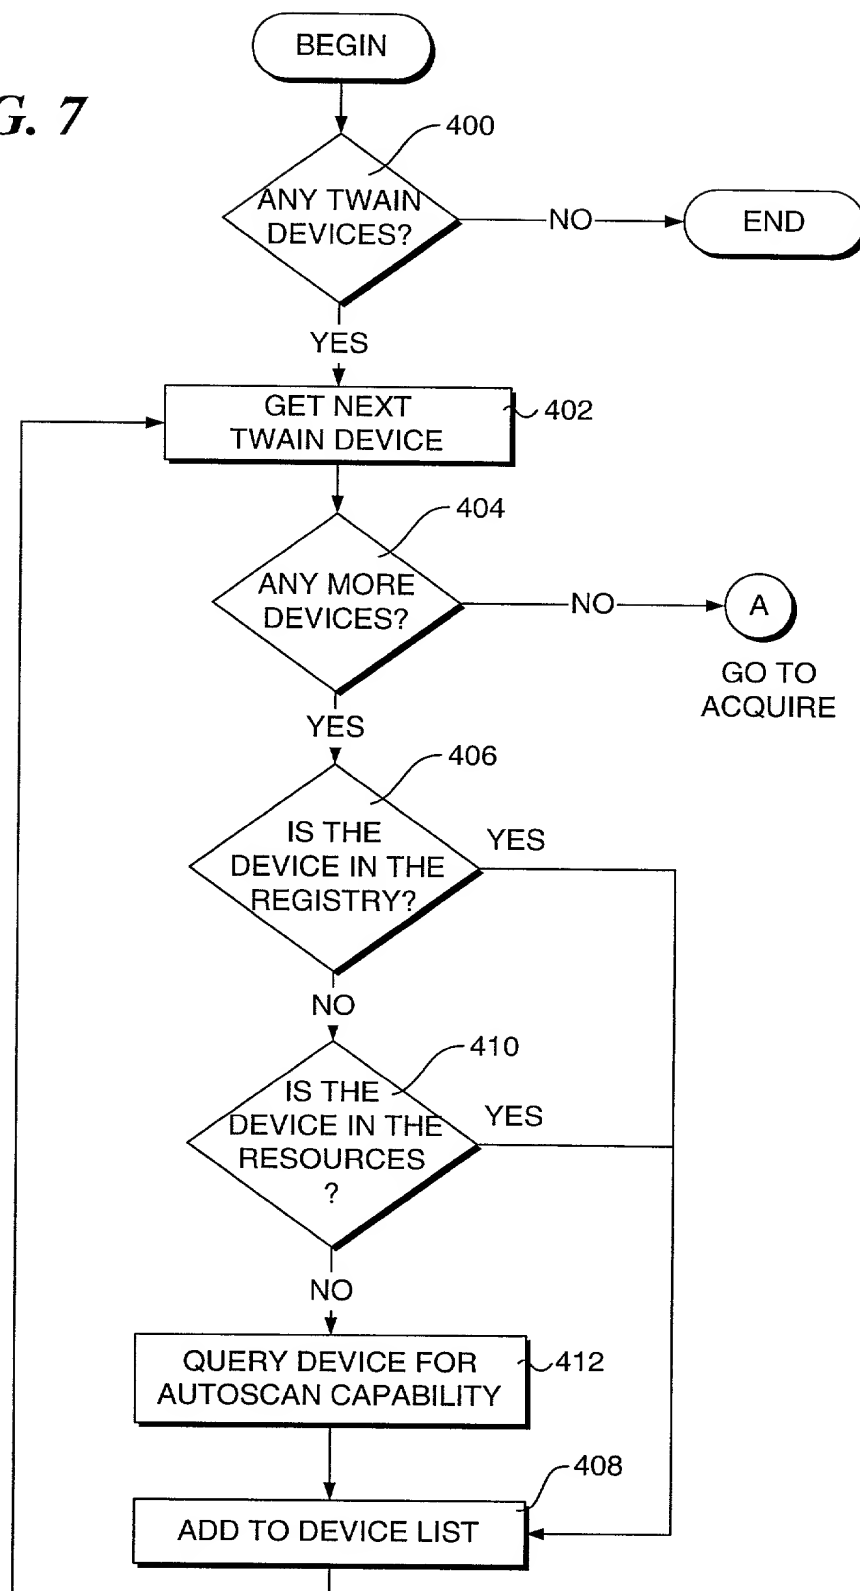 BEGIN
G. 7
400
ANY TWAIN
DEVICES?
NO
END
YES
GET NEXT
TWAIN DEVICE
402
404
ANY MORE
DEVICES?
NO
A
GO TO
ACQUIRE
YES
406
IS THE
DEVICE IN THE
REGISTRY?
YES
NO
410
IS THE
DEVICE IN THE
RESOURCES
?
YES
NO
QUERY DEVICE FOR
AUTOSCAN CAPABILITY
412
408
ADD TO DEVICE LIST